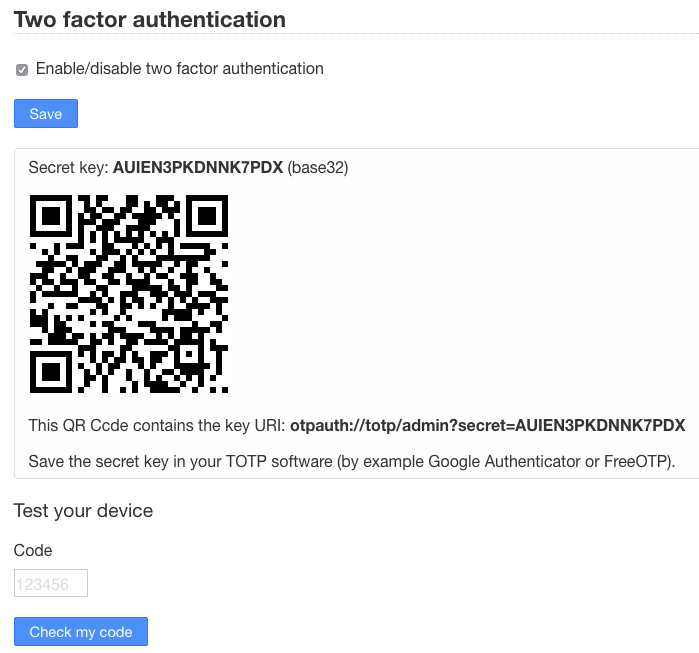 Two factor authentication
Enable/disable two factor authentication
Save
Secret key: AUIEN3PKDNNK7PDX (base32)
This QR Ccde contains the key URI: otpauth://totp/admin?secret=AUIEN3PKDNNK7PDX
Save the secret key in your TOTP software (by example Google Authenticator or FreeOTP).
Test your device
Code
123456
Check my code